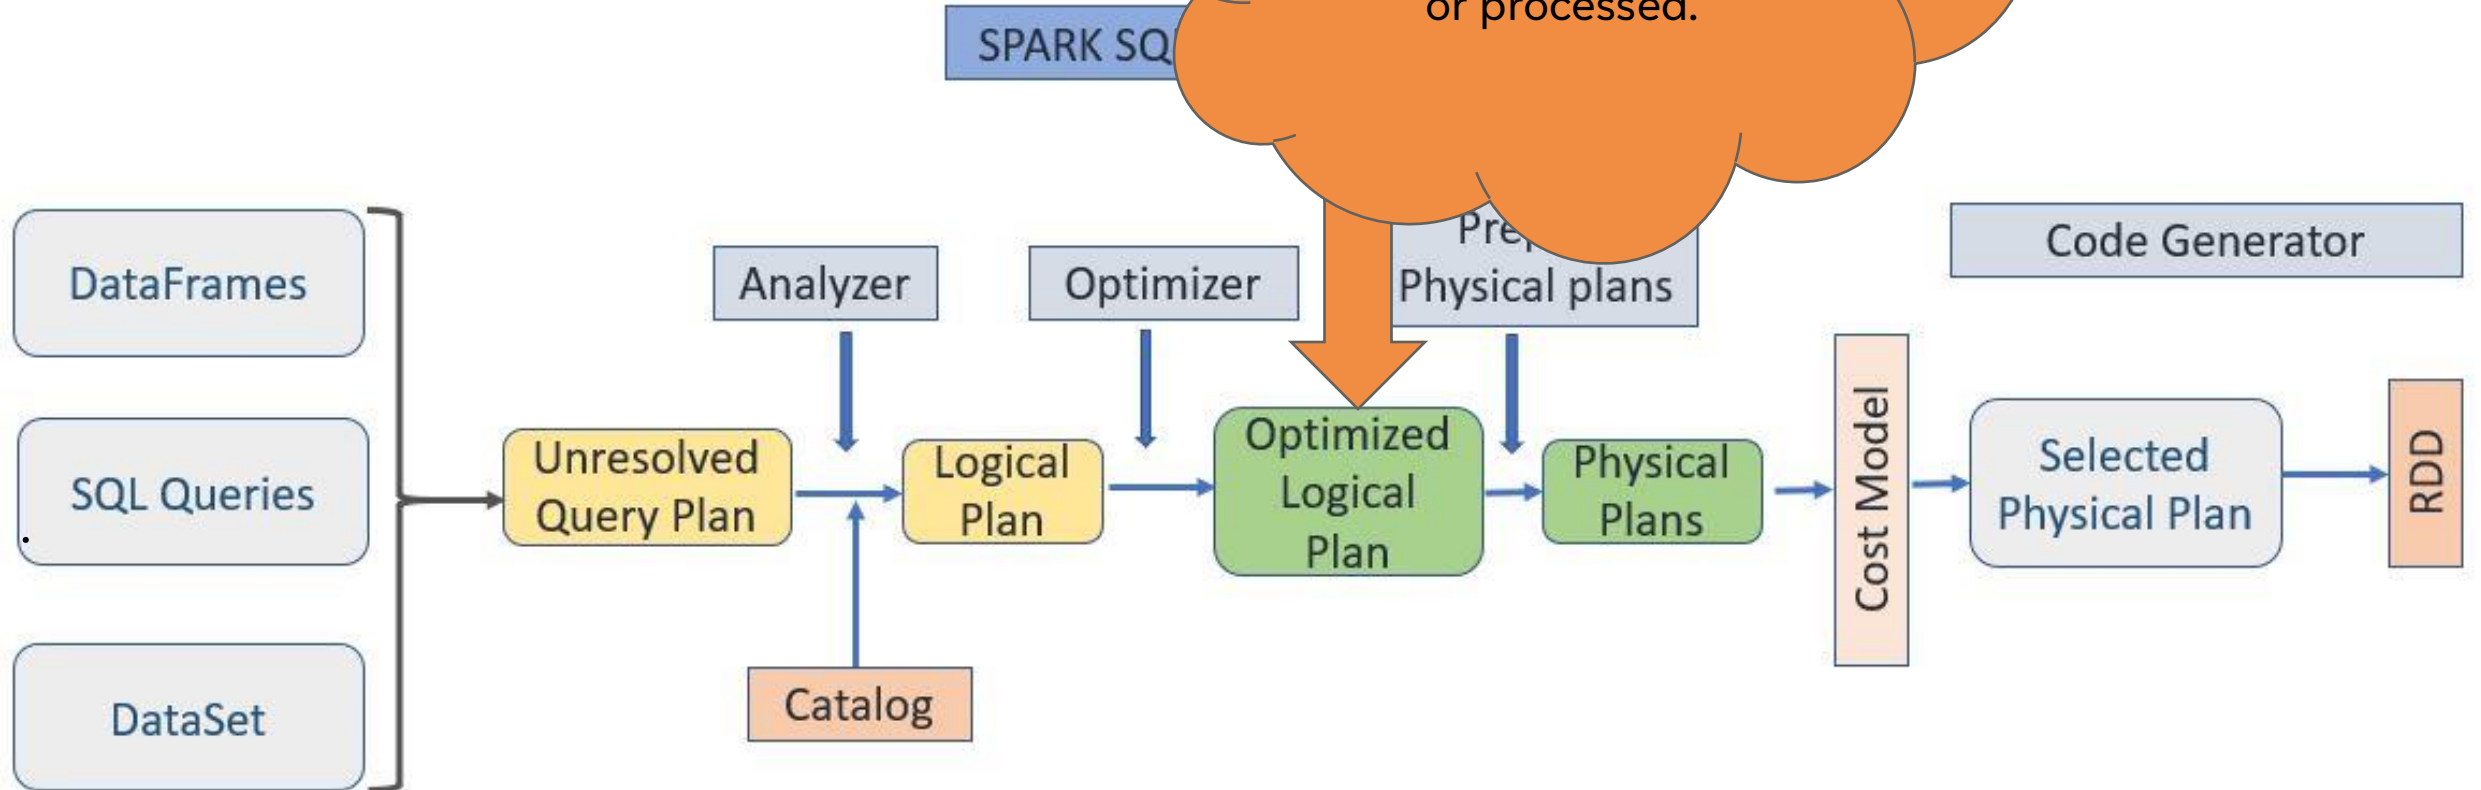 or processed.
SPARK SQ
Code Generator
Physical plans
DataFrames
Analyzer
Optimizer
Optimized
Logical
Plan
Unresolved
Query Plan
Logical
Plan
Physical
Plans
Cost Model
Selected
Physical Plan
RDD
SQL Queries
.
Catalog
DataSet